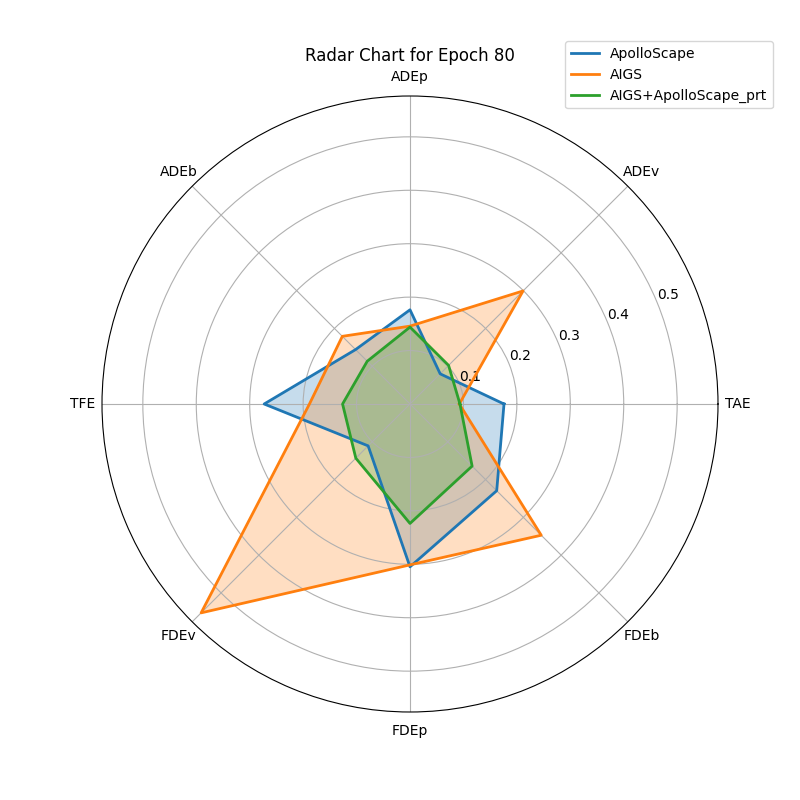 Radar Chart for Epoch 80
ApolloScape
AIGS
AIGS+ApolloScape_prt
ADEp
ADEb
ADEv
0.5
0.4
0.3
0.2
0.1
TFE
TAE
FDEv
FDEb
FDEp